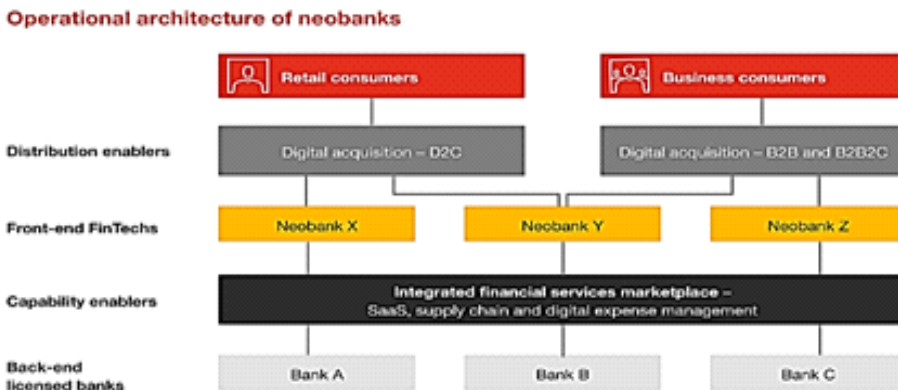 Operational architecture of neobanks
Retail consumers
Business consumers
Distribution enablers
Digital acquisition – D2C
Digital acquisition – B2B and B2B2C
Front-end FinTechs
Neobank X
Neobank Y
Neobank Z
Capability enablers
Integrated financial services marketplace –
SaaS, supply chain and digital expense management
Back-end
licensed banks
Bank A
Bank B
Bank C